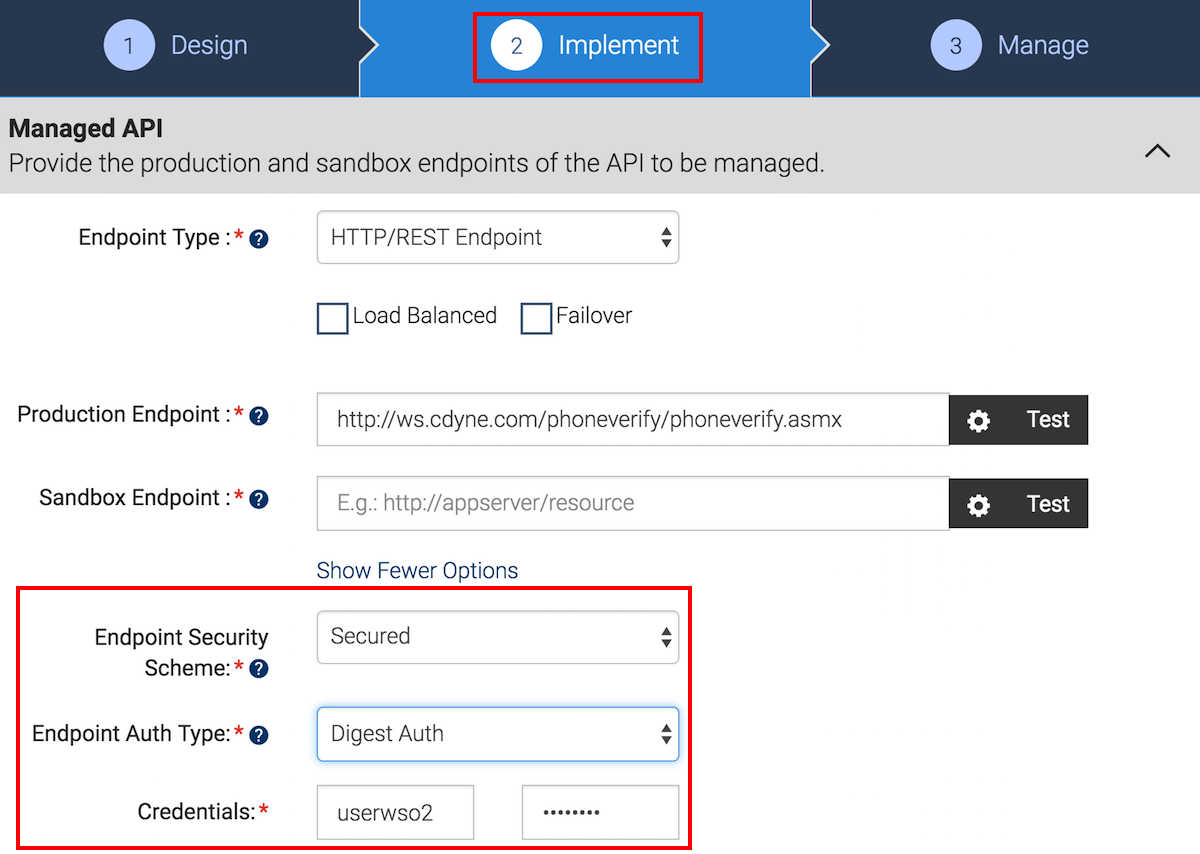 1 Design
2 Implement
3 Manage
Managed API
Provide the production and sandbox endpoints of the API to be managed.
Endpoint Type :* ?
HTTP/REST Endpoint
Load Balanced
Failover
Production Endpoint :* ?
http://ws.cdyne.com/phoneverify/phoneverify.asmx
Test
Sandbox Endpoint :* ?
E.g.: http://appserver/resource
Test
Show Fewer Options
Endpoint Security
Scheme:* ?
Secured
Endpoint Auth Type:* ?
Digest Auth
Credentials:*
userwso2
••••••••